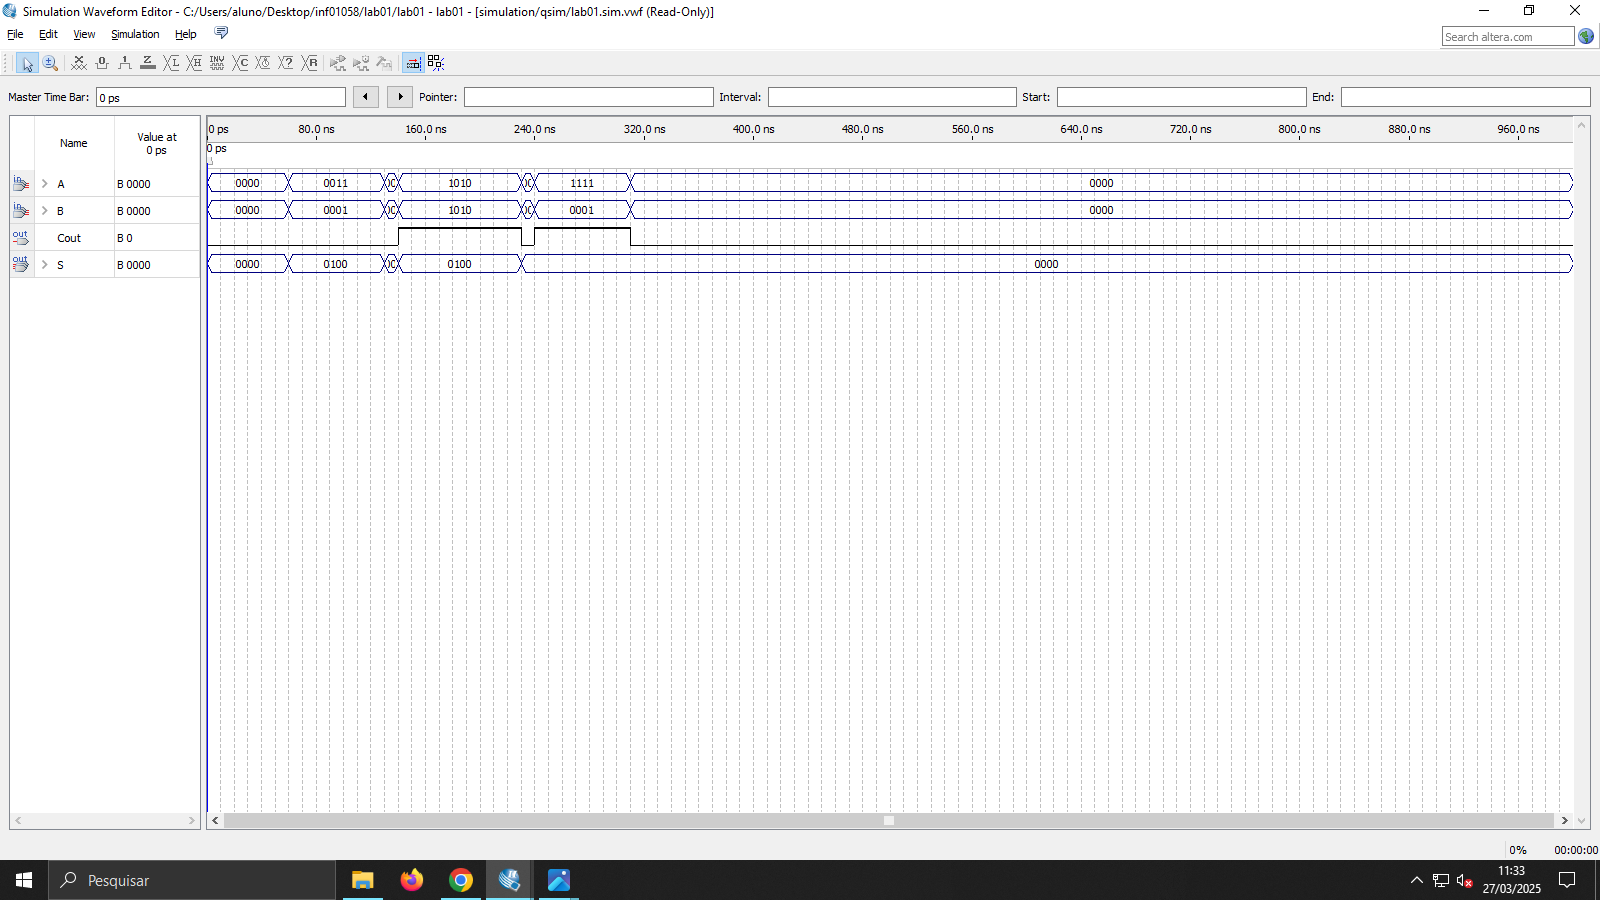 Simulation Waveform Editor - C:/Users/aluno/Desktop/inf01058/lab01/lab01 - lab01 - [simulation/qsim/lab01.sim.vwf (Read-Only)]
File Edit View Simulation Help
Search altera.com
Master Time Bar: 0 ps Pointer: Interval: Start: End:
Name Value at 0 ps
0 ps 80.0 ns 160.0 ns 240.0 ns 320.0 ns 400.0 ns 480.0 ns 560.0 ns 640.0 ns 720.0 ns 800.0 ns 880.0 ns 960.0 ns
0 ps
in A B 0000 0000 0011 1010 1111 0000
in B B 0000 0000 0001 1010 0001 0000
out Cout B 0
out S B 0000 0000 0100 0100 0000
0% 00:00:00
Pesquisar
11:33
27/03/2025